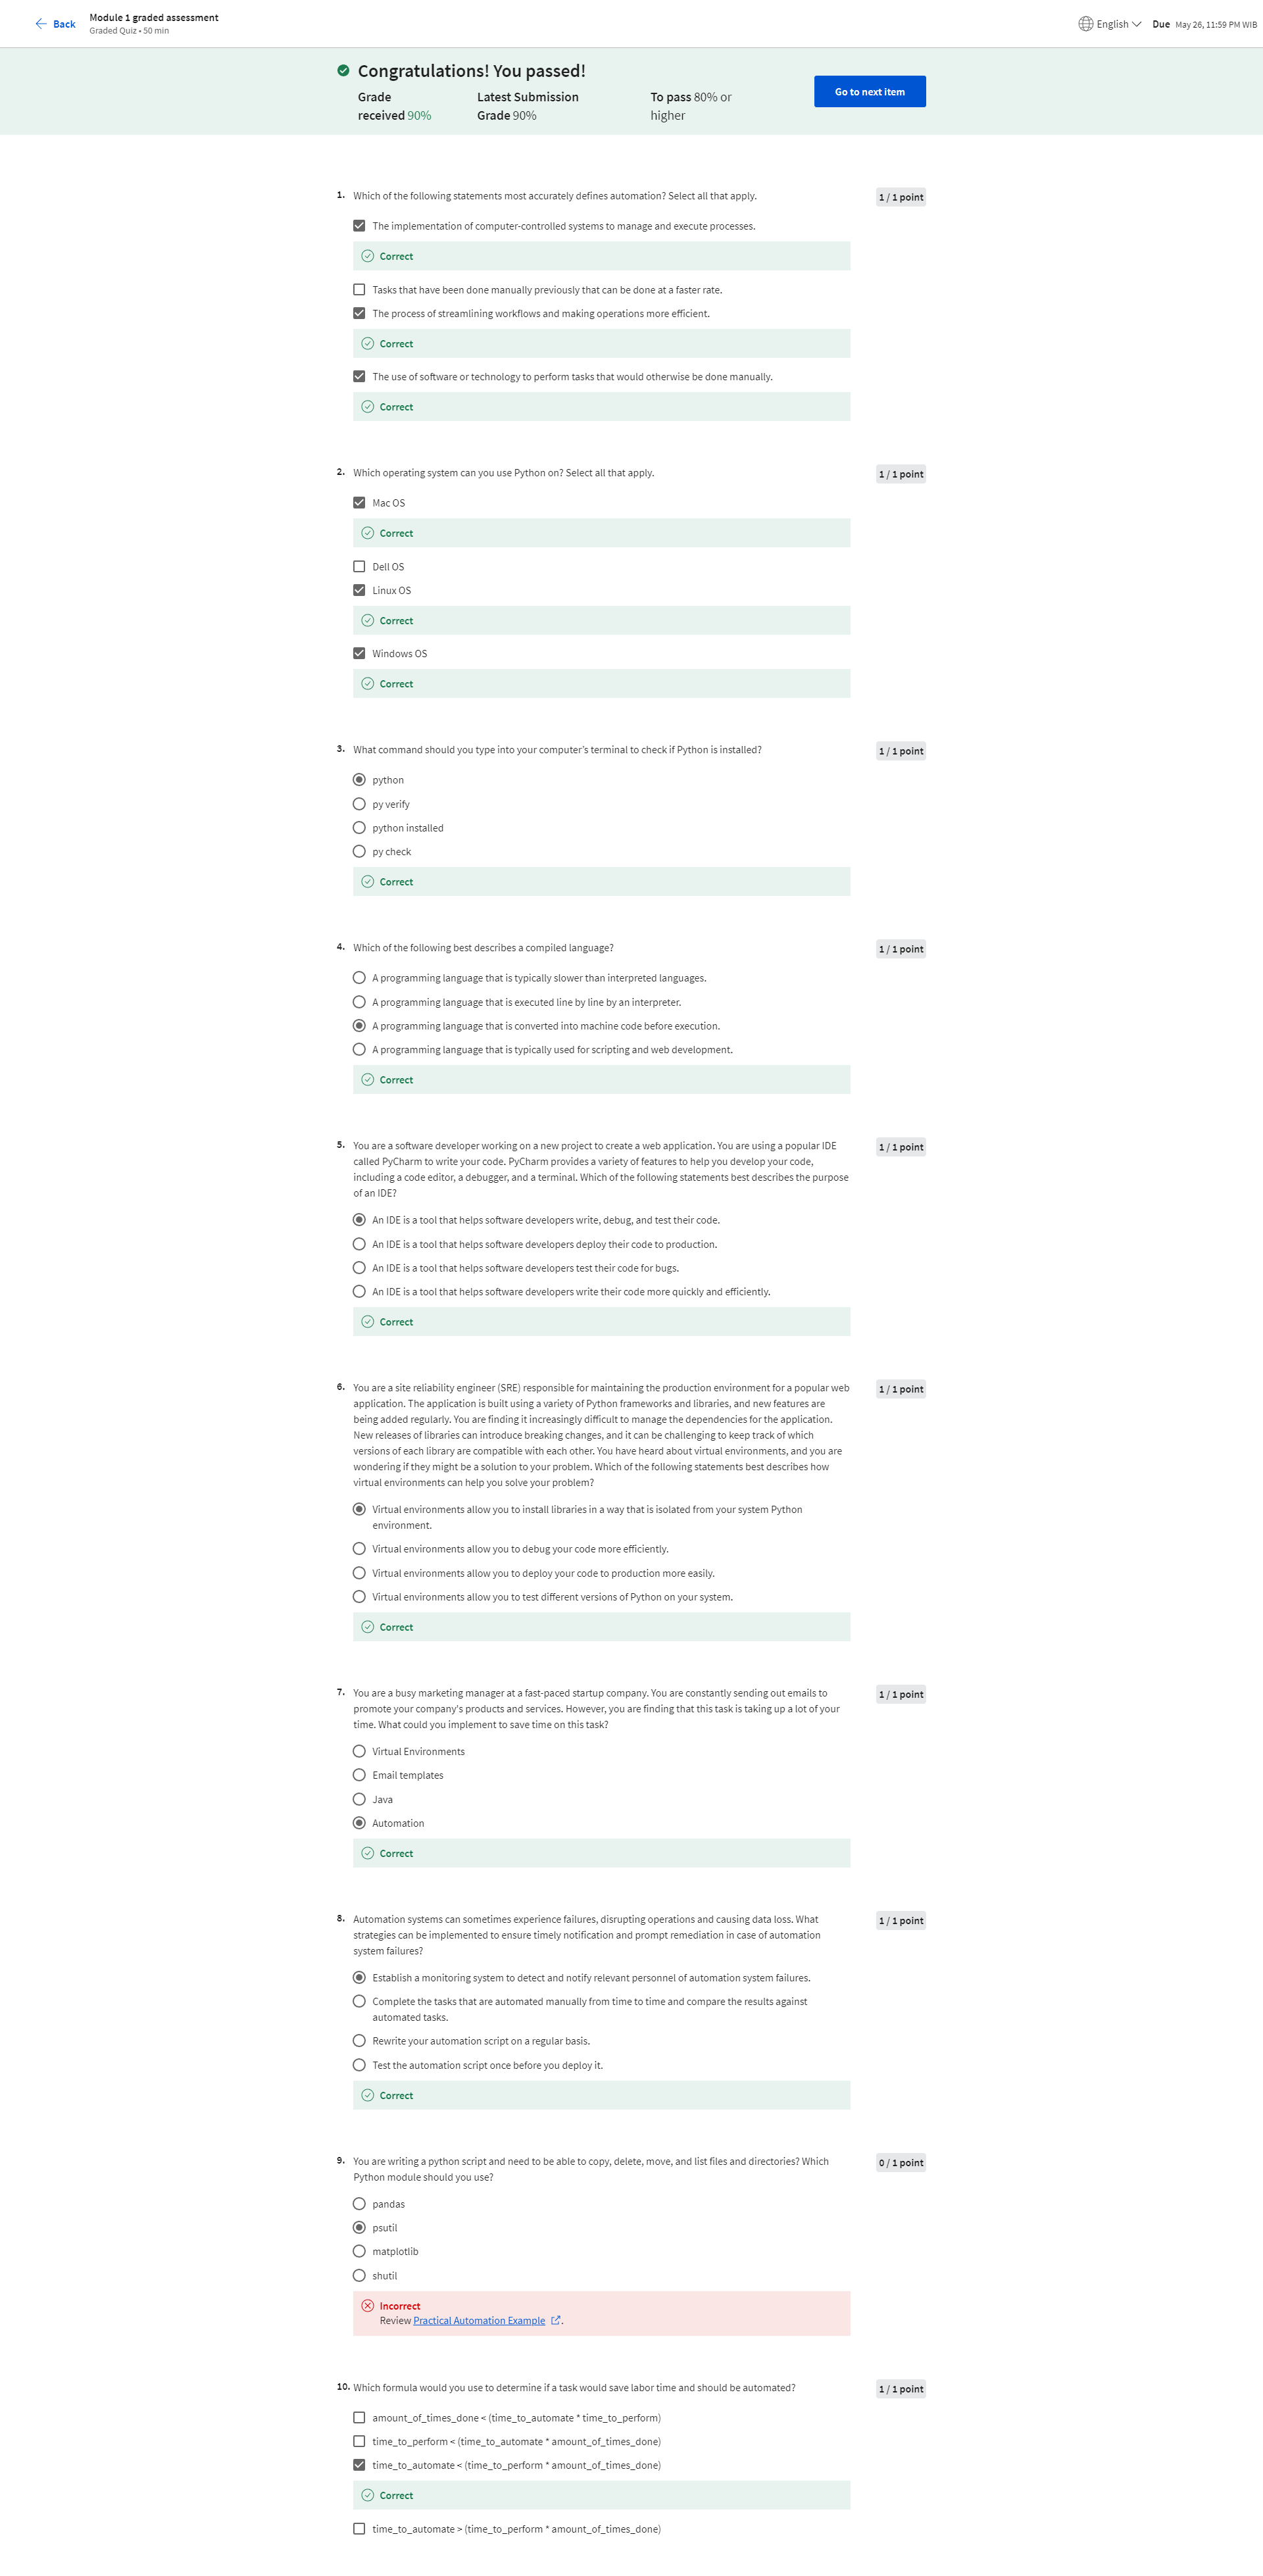 Back
Module 1 graded assessment
Graded Quiz • 50 min
English
Due May 26, 11:59 PM WIB
Congratulations! You passed!
Grade
received 90%
Latest Submission
Grade 90%
To pass 80% or
higher
Go to next item
1. Which of the following statements most accurately defines automation? Select all that apply.
1 / 1 point
The implementation of computer-controlled systems to manage and execute processes.
Correct
Tasks that have been done manually previously that can be done at a faster rate.
The process of streamlining workflows and making operations more efficient.
Correct
The use of software or technology to perform tasks that would otherwise be done manually.
Correct
2. Which operating system can you use Python on? Select all that apply.
1 / 1 point
Mac OS
Correct
Dell OS
Linux OS
Correct
Windows OS
Correct
3. What command should you type into your computer’s terminal to check if Python is installed?
1 / 1 point
python
py verify
python installed
py check
Correct
4. Which of the following best describes a compiled language?
1 / 1 point
A programming language that is typically slower than interpreted languages.
A programming language that is executed line by line by an interpreter.
A programming language that is converted into machine code before execution.
A programming language that is typically used for scripting and web development.
Correct
5. You are a software developer working on a new project to create a web application. You are using a popular IDE
called PyCharm to write your code. PyCharm provides a variety of features to help you develop your code,
including a code editor, a debugger, and a terminal. Which of the following statements best describes the purpose
of an IDE?
1 / 1 point
An IDE is a tool that helps software developers write, debug, and test their code.
An IDE is a tool that helps software developers deploy their code to production.
An IDE is a tool that helps software developers test their code for bugs.
An IDE is a tool that helps software developers write their code more quickly and efficiently.
Correct
6. You are a site reliability engineer (SRE) responsible for maintaining the production environment for a popular web
application. The application is built using a variety of Python frameworks and libraries, and new features are
being added regularly. You are finding it increasingly difficult to manage the dependencies for the application.
New releases of libraries can introduce breaking changes, and it can be challenging to keep track of which
versions of each library are compatible with each other. You have heard about virtual environments, and you are
wondering if they might be a solution to your problem. Which of the following statements best describes how
virtual environments can help you solve your problem?
1 / 1 point
Virtual environments allow you to install libraries in a way that is isolated from your system Python
environment.
Virtual environments allow you to debug your code more efficiently.
Virtual environments allow you to deploy your code to production more easily.
Virtual environments allow you to test different versions of Python on your system.
Correct
7. You are a busy marketing manager at a fast-paced startup company. You are constantly sending out emails to
promote your company's products and services. However, you are finding that this task is taking up a lot of your
time. What could you implement to save time on this task?
1 / 1 point
Virtual Environments
Email templates
Java
Automation
Correct
8. Automation systems can sometimes experience failures, disrupting operations and causing data loss. What
strategies can be implemented to ensure timely notification and prompt remediation in case of automation
system failures?
1 / 1 point
Establish a monitoring system to detect and notify relevant personnel of automation system failures.
Complete the tasks that are automated manually from time to time and compare the results against
automated tasks.
Rewrite your automation script on a regular basis.
Test the automation script once before you deploy it.
Correct
9. You are writing a python script and need to be able to copy, delete, move, and list files and directories? Which
Python module should you use?
0 / 1 point
pandas
psutil
matplotlib
shutil
Incorrect
Review Practical Automation Example .
10. Which formula would you use to determine if a task would save labor time and should be automated?
1 / 1 point
amount_of_times_done < (time_to_automate * time_to_perform)
time_to_perform < (time_to_automate * amount_of_times_done)
time_to_automate < (time_to_perform * amount_of_times_done)
Correct
time_to_automate > (time_to_perform * amount_of_times_done)